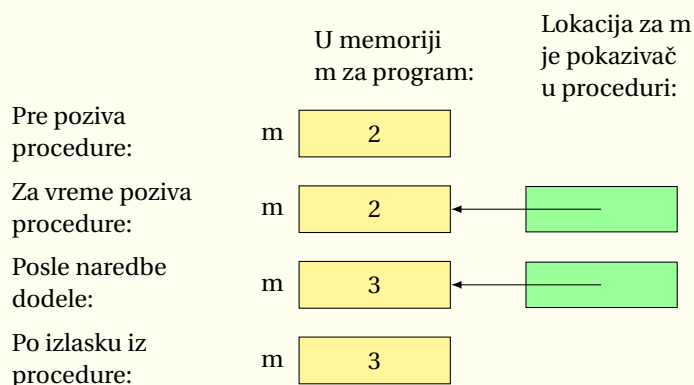 U memoriji
m za program:
Lokacija za m
je pokazivač
u proceduri:
Pre poziva
procedure:
m
2
Za vreme poziva
procedure:
m
2
Posle naredbe
dodele:
m
3
Po izlasku iz
procedure:
m
3